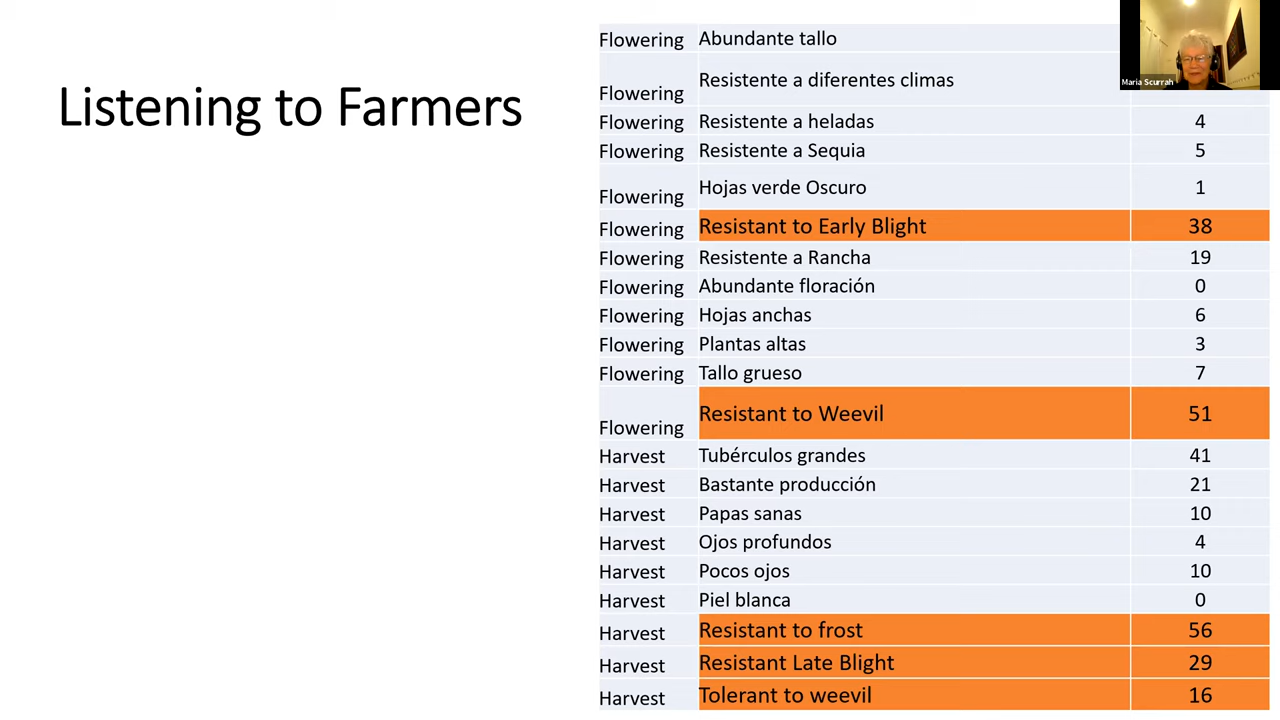 Listening to Farmers
Flowering Abundante tallo
Flowering Resistente a diferentes climas
Flowering Resistente a heladas 4
Flowering Resistente a Sequia 5
Flowering Hojas verde Oscuro 1
Flowering Resistant to Early Blight 38
Flowering Resistente a Rancha 19
Flowering Abundante floración 0
Flowering Hojas anchas 6
Flowering Plantas altas 3
Flowering Tallo grueso 7
Flowering Resistant to Weevil 51
Harvest Tubérculos grandes 41
Harvest Bastante producción 21
Harvest Papas sanas 10
Harvest Ojos profundos 4
Harvest Pocos ojos 10
Harvest Piel blanca 0
Harvest Resistant to frost 56
Harvest Resistant Late Blight 29
Harvest Tolerant to weevil 16
Maria Scurrah